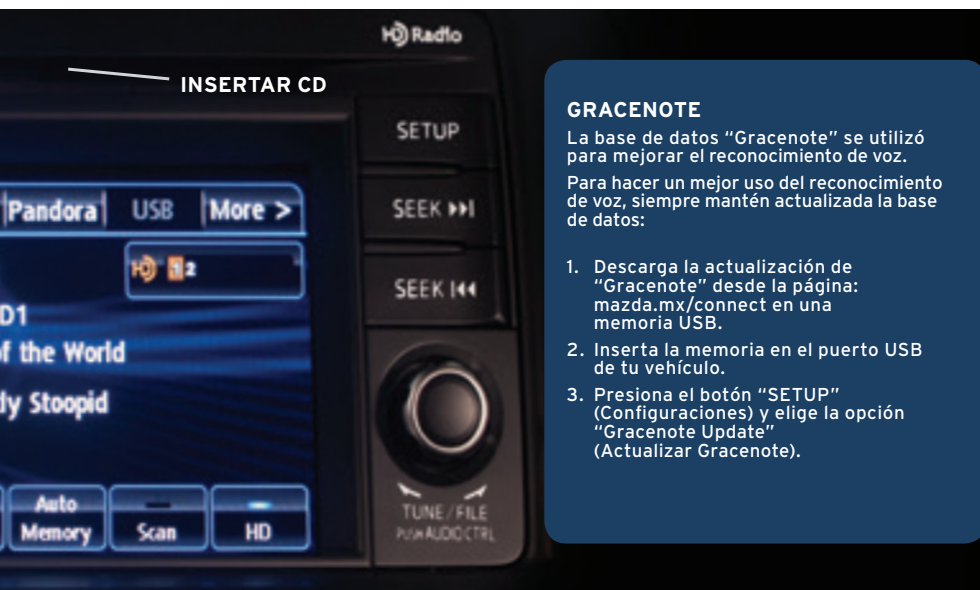 HD Radio
INSERTAR CD
SETUP
Pandora
USB
More >
SEEK
HD 1 2
SEEK
D1
of the World
dy Stoopid
Auto
Memory
Scan
HD
TUNE/FILE
PUSH AUDIO CTRL
GRACENOTE
La base de datos “Gracenote” se utilizó
para mejorar el reconocimiento de voz.
Para hacer un mejor uso del reconocimiento
de voz, siempre mantén actualizada la base
de datos:
1. Descarga la actualización de
“Gracenote” desde la página:
mazda.mx/connect en una
memoria USB.
2. Inserta la memoria en el puerto USB
de tu vehículo.
3. Presiona el botón “SETUP”
(Configuraciones) y elige la opción
“Gracenote Update”
(Actualizar Gracenote).